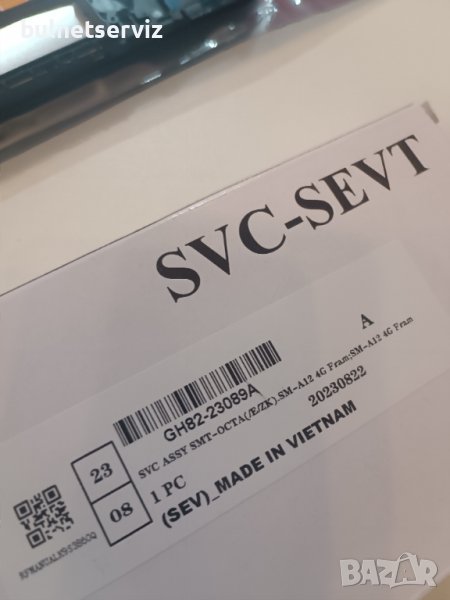 bulnetserviz
SVC-SEVT
A
GH82-23089A
SVC ASSY SMT-OCTA(/E/ZK).SM-A12 4G Fram;SM-A12 4G Fram
23
08
1 PC
20230822
(SEV)_MADE IN VIETNAM
BAZAR